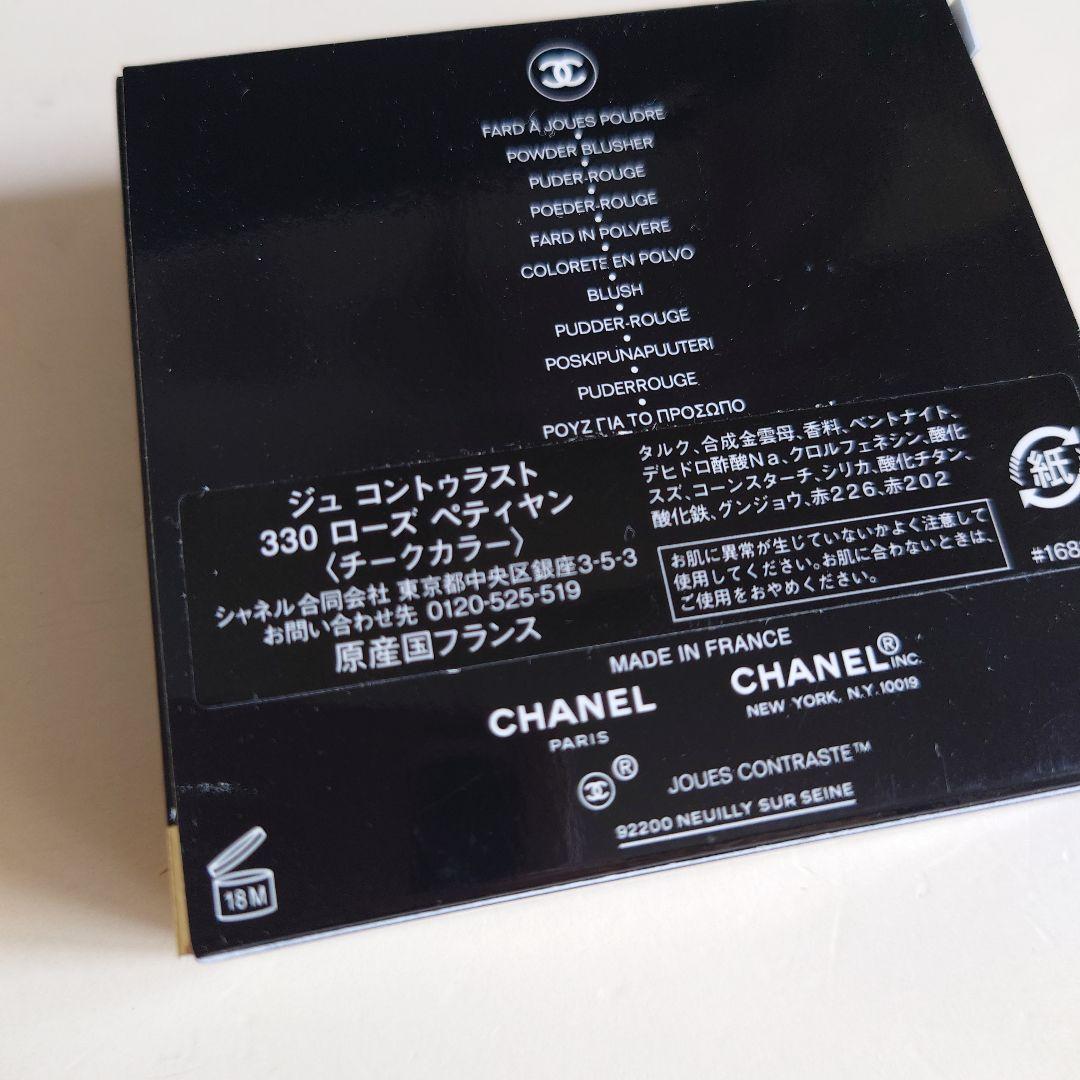 FARD À JOUES POUDRE
POWDER BLUSHER
PUDER-ROUGE
POEDER-ROUGE
FARD IN POLVERE
COLORETE EN POLVO
BLUSH
PUDDER-ROUGE
POSKIPUNAPUUTERI
PUDERROUGE
ΡΟΥΖ ΓΙΑ ΤΟ ΠΡΟΣΩΠΟ
ジュ コントゥラスト
330 ローズ ペティヤン
〈チークカラー〉
シャネル合同会社 東京都中央区銀座3-5-3
お問い合わせ先 0120-525-519
原産国フランス
タルク、合成金雲母、香料、ベントナイト、
デヒドロ酢酸Na、クロルフェネシン、酸化
スズ、コーンスターチ、シリカ、酸化チタン、
酸化鉄、グンジョウ、赤226、赤202
お肌に異常が生じていないかよく注意して
使用してください。お肌に合わないときは、
ご使用をおやめください。
紙
#168
MADE IN FRANCE
CHANEL
PARIS
CHANEL®
INC.
NEW YORK, N.Y. 10019
®
JOUES CONTRASTE™
92200 NEUILLY SUR SEINE
18M